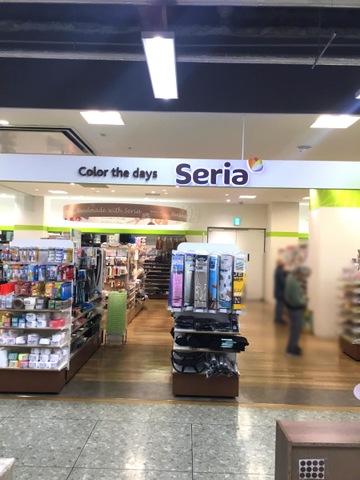 Color the days Seria
Handmade with Seria